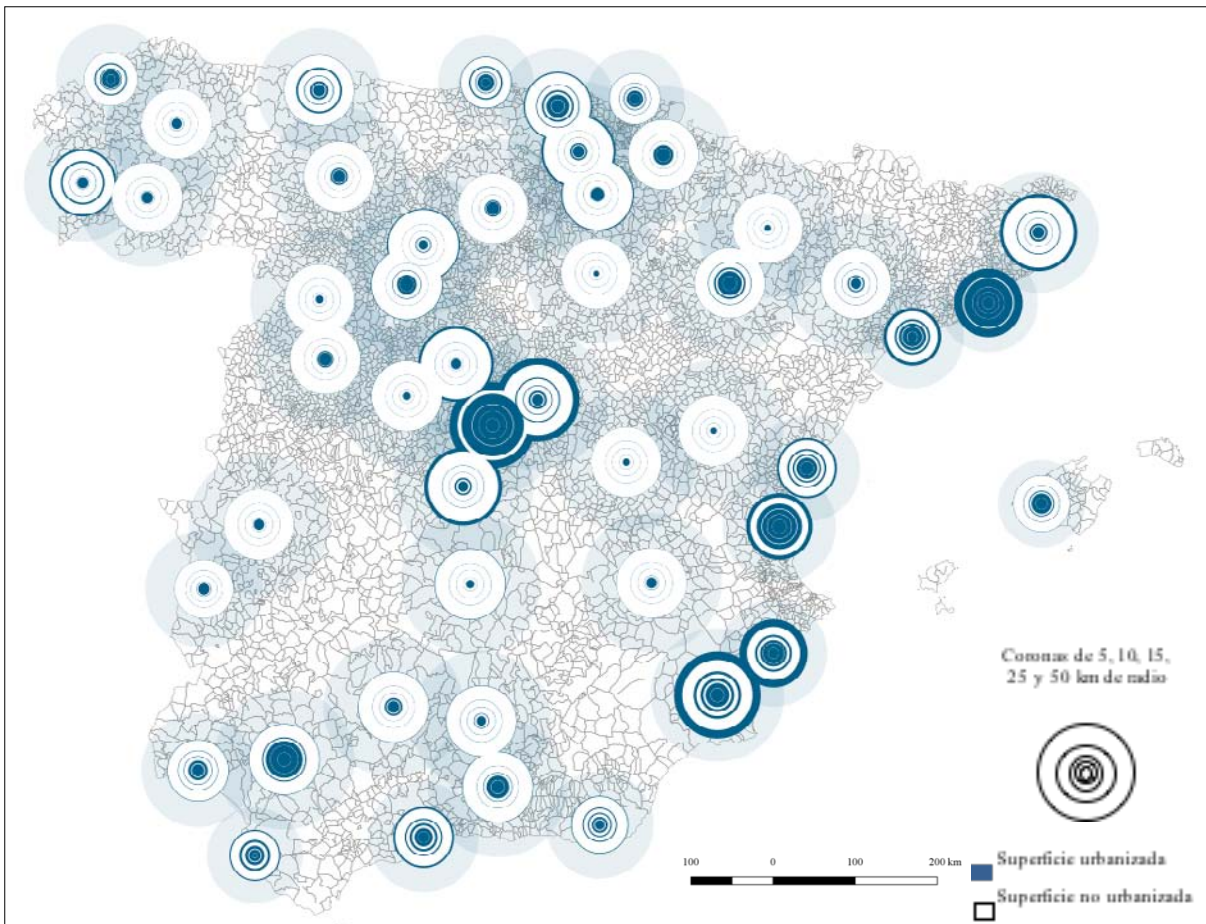 Coronas de 5, 10, 15,
25 y 50 km de radio
100 0 100 200 km
Superficie urbanizada
Superficie no urbanizada